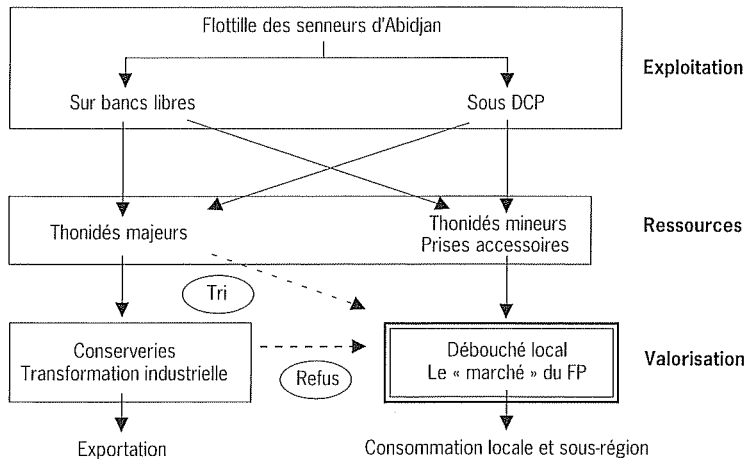 Flottille des senneurs d'Abidjan
Exploitation
Sur bancs libres
Sous DCP
Thonidés majeurs
Thonidés mineurs
Prises accessoires
Ressources
Tri
Conserveries
Transformation industrielle
Refus
Débouché local
Le « marché » du FP
Valorisation
Exportation
Consommation locale et sous-région